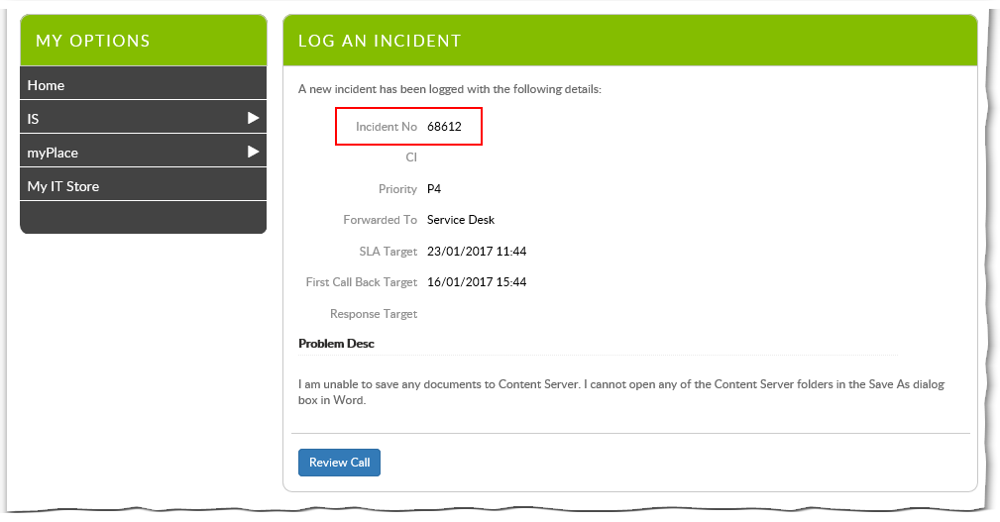 MY OPTIONS
Home
IS
myPlace
My IT Store
LOG AN INCIDENT
A new incident has been logged with the following details:
Incident No 68612
CI
Priority P4
Forwarded To Service Desk
SLA Target 23/01/2017 11:44
First Call Back Target 16/01/2017 15:44
Response Target
Problem Desc
I am unable to save any documents to Content Server. I cannot open any of the Content Server folders in the Save As dialog
box in Word.
Review Call